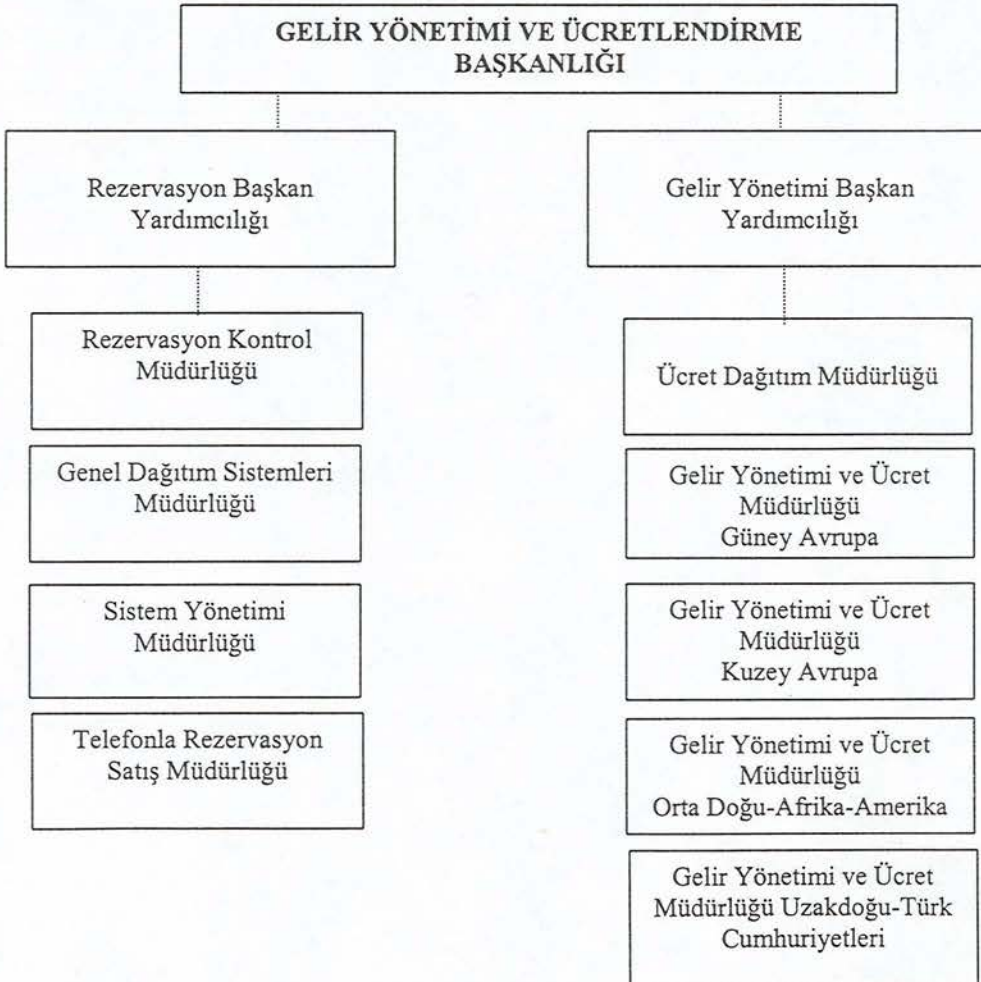 GELİR YÖNETİMİ VE ÜCRETLENDİRME
BAŞKANLIĞI
Rezervasyon Başkan
Yardımcılığı
Rezervasyon Kontrol
Müdürlüğü
Genel Dağıtım Sistemleri
Müdürlüğü
Sistem Yönetimi
Müdürlüğü
Telefonla Rezervasyon
Satış Müdürlüğü
Gelir Yönetimi Başkan
Yardımcılığı
Ücret Dağıtım Müdürlüğü
Gelir Yönetimi ve Ücret
Müdürlüğü
Güney Avrupa
Gelir Yönetimi ve Ücret
Müdürlüğü
Kuzey Avrupa
Gelir Yönetimi ve Ücret
Müdürlüğü
Orta Doğu-Afrika-Amerika
Gelir Yönetimi ve Ücret
Müdürlüğü Uzakdoğu-Türk
Cumhuriyetleri